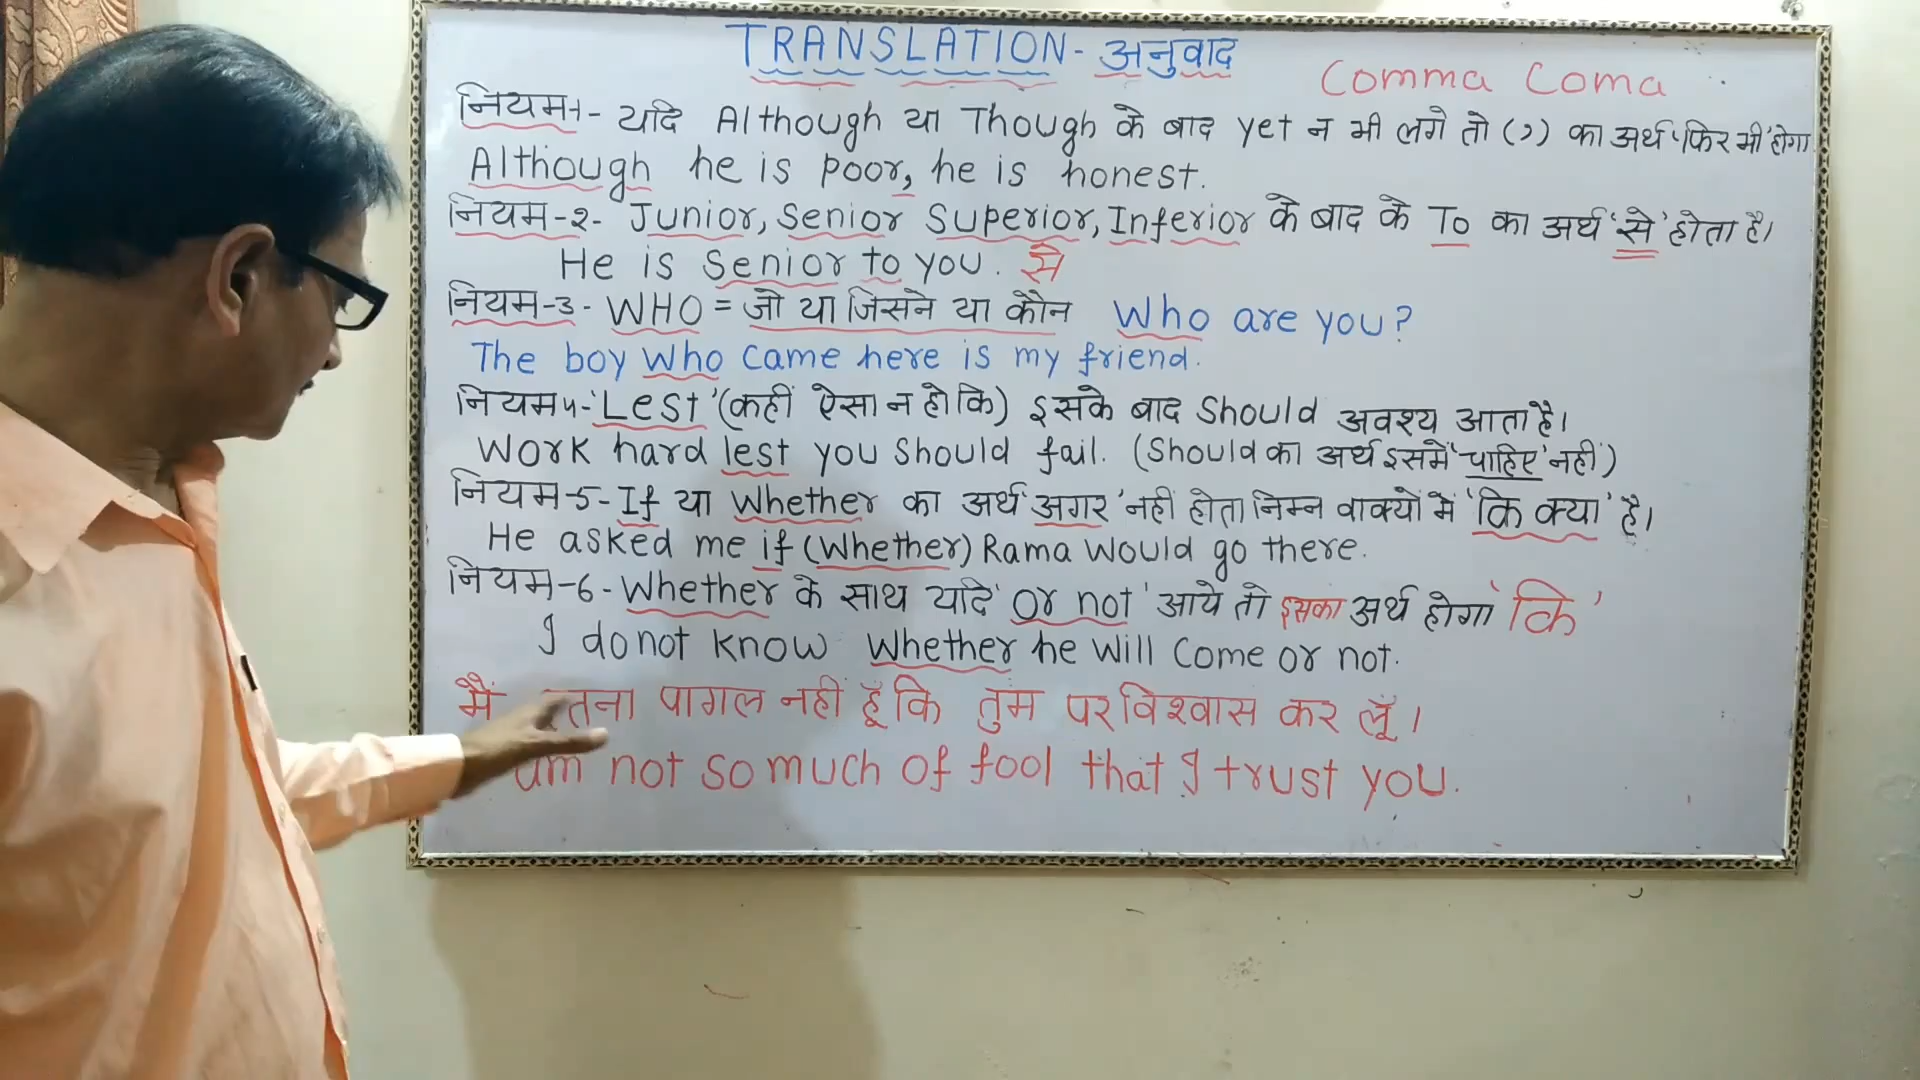 TRANSLATION - अनुवाद
Comma Coma
नियम1- यदि Although या Though के बाद yet न भी लगे तो (,) का अर्थ 'फिर भी' होगा
Although he is poor, he is honest.
नियम-2- Junior, Senior Superior, Inferior के बाद के To का अर्थ 'से' होता है।
He is senior to you. से
नियम-3- WHO = जो या जिसने या कौन Who are you?
The boy who came here is my friend.
नियम4-'Lest' (कहीं ऐसा न हो कि) इसके बाद Should अवश्य आता है।
Work hard lest you should fail. (Should का अर्थ इसमें 'चाहिए' नहीं)
नियम-5- If या Whether का अर्थ 'अगर' नहीं होता निम्न वाक्यों में 'कि क्या' है।
He asked me if (Whether) Rama would go there.
नियम-6- Whether के साथ यदि 'or not' आये तो इसका अर्थ होगा 'कि'
I do not know whether he will come or not.
मैं इतना पागल नहीं हूँ कि तुम पर विश्वास कर लूँ।
am not so much of fool that I trust you.